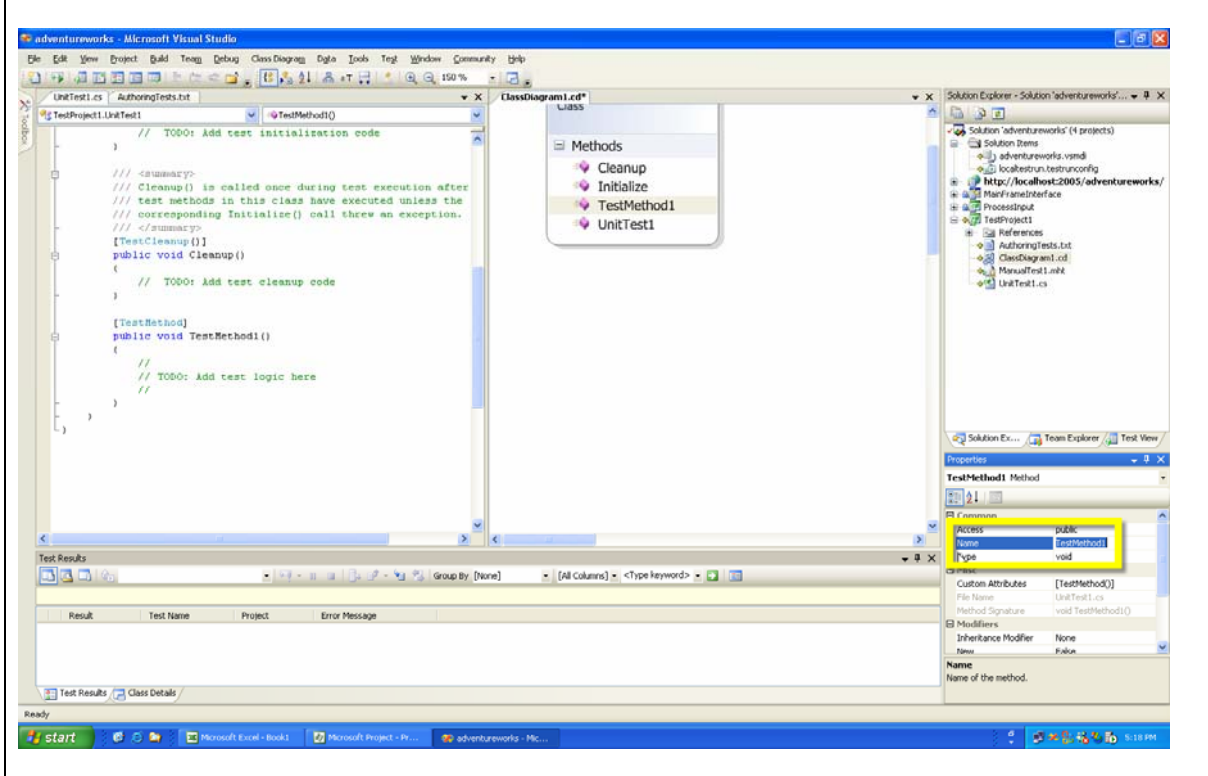 adventureworks - Microsoft Visual Studio
File Edit View Project Build Team Debug Class Diagram Data Tools Test Window Community Help
150 %
UnitTest1.cs AuthoringTests.txt
TestProject1.UnitTest1 TestMethod1()
Toolbox
// TODO: Add test initialization code
}
/// <summary>
/// Cleanup() is called once during test execution after
/// test methods in this class have executed unless the
/// corresponding Initialize() call threw an exception.
/// </summary>
[TestCleanup()]
public void Cleanup()
{
// TODO: Add test cleanup code
}
[TestMethod]
public void TestMethod1()
{
//
// TODO: Add test logic here
//
}
}
}
ClassDiagram1.cd*
Class
Methods
Cleanup
Initialize
TestMethod1
UnitTest1
Solution Explorer - Solution 'adventureworks'...
Solution 'adventureworks' (4 projects)
Solution Items
adventureworks.vsmdi
localtestrun.testrunconfig
http://localhost:2005/adventureworks/
MainFrameInterface
ProcessInput
TestProject1
References
AuthoringTests.txt
ClassDiagram1.cd
ManualTest1.mht
UnitTest1.cs
Solution Ex... Team Explorer Test View
Properties
TestMethod1 Method
Common
Access public
Name TestMethod1
Type void
Misc
Custom Attributes [TestMethod()]
File Name UnitTest1.cs
Method Signature void TestMethod1()
Modifiers
Inheritance Modifier None
New False
Name
Name of the method.
Test Results
Group By [None] [All Columns] <Type keyword>
Result Test Name Project Error Message
Test Results Class Details
Ready
start Microsoft Excel - Book1 Microsoft Project - Pr... adventureworks - Mic... 5:18 PM